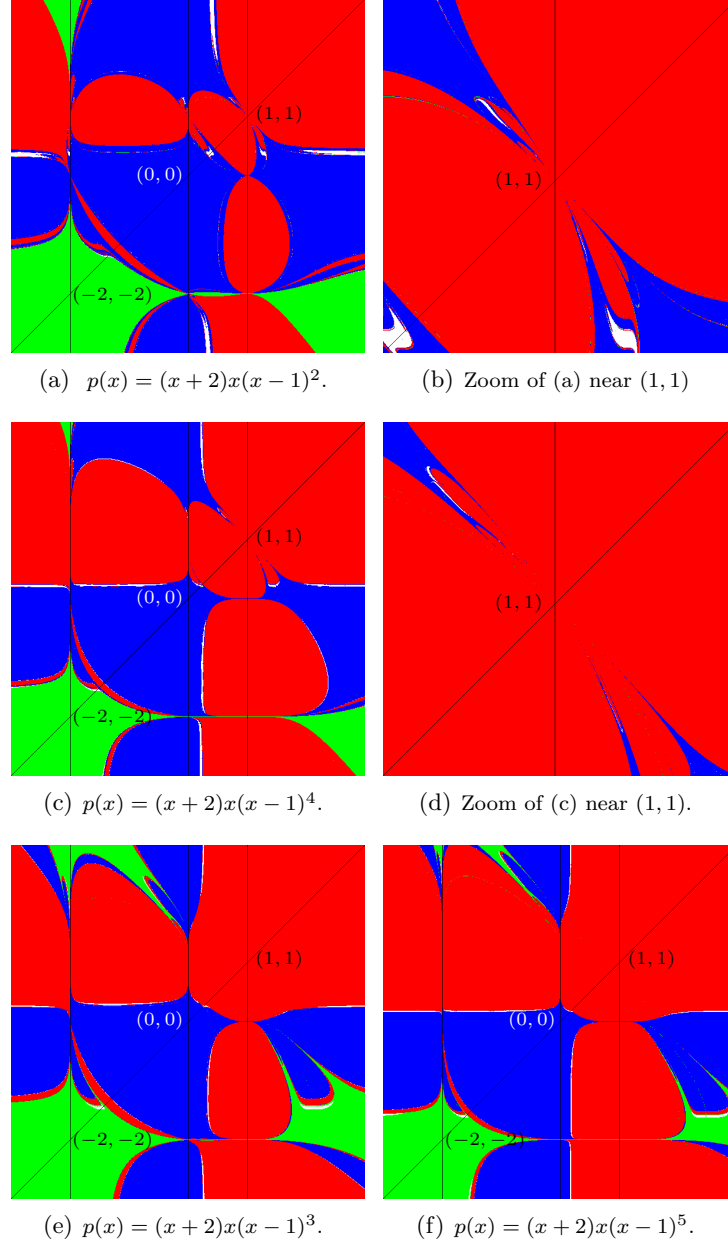 (1, 1)
(0, 0)
(−2, −2)
(1, 1)
(a) p(x) = (x + 2)x(x − 1)².
(b) Zoom of (a) near (1, 1)
(1, 1)
(0, 0)
(−2, −2)
(1, 1)
(c) p(x) = (x + 2)x(x − 1)⁴.
(d) Zoom of (c) near (1, 1).
(1, 1)
(0, 0)
(−2, −2)
(1, 1)
(0, 0)
(−2, −2)
(e) p(x) = (x + 2)x(x − 1)³.
(f) p(x) = (x + 2)x(x − 1)⁵.